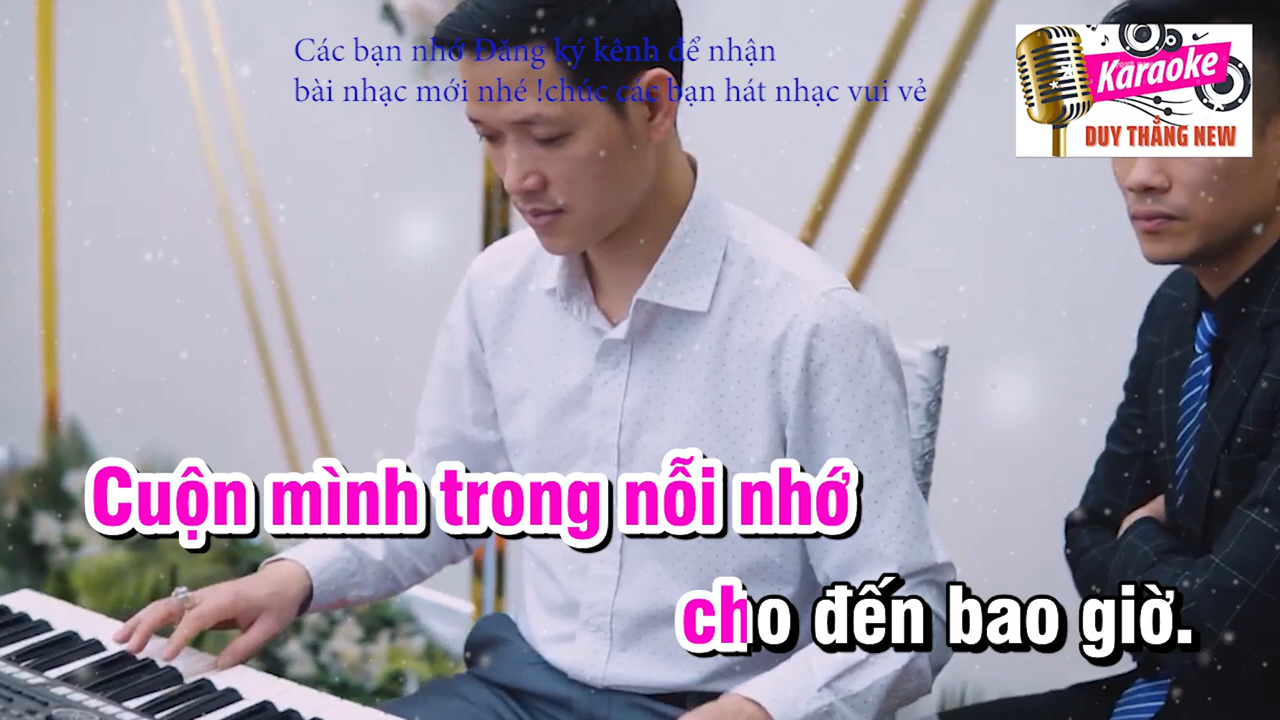 Các bạn nhớ Đăng ký kênh để nhận
bài nhạc mới nhé !chúc các bạn hát nhạc vui vẻ
Karaoke
DUY THẮNG NEW
Cuộn mình trong nỗi nhớ
cho đến bao giờ.